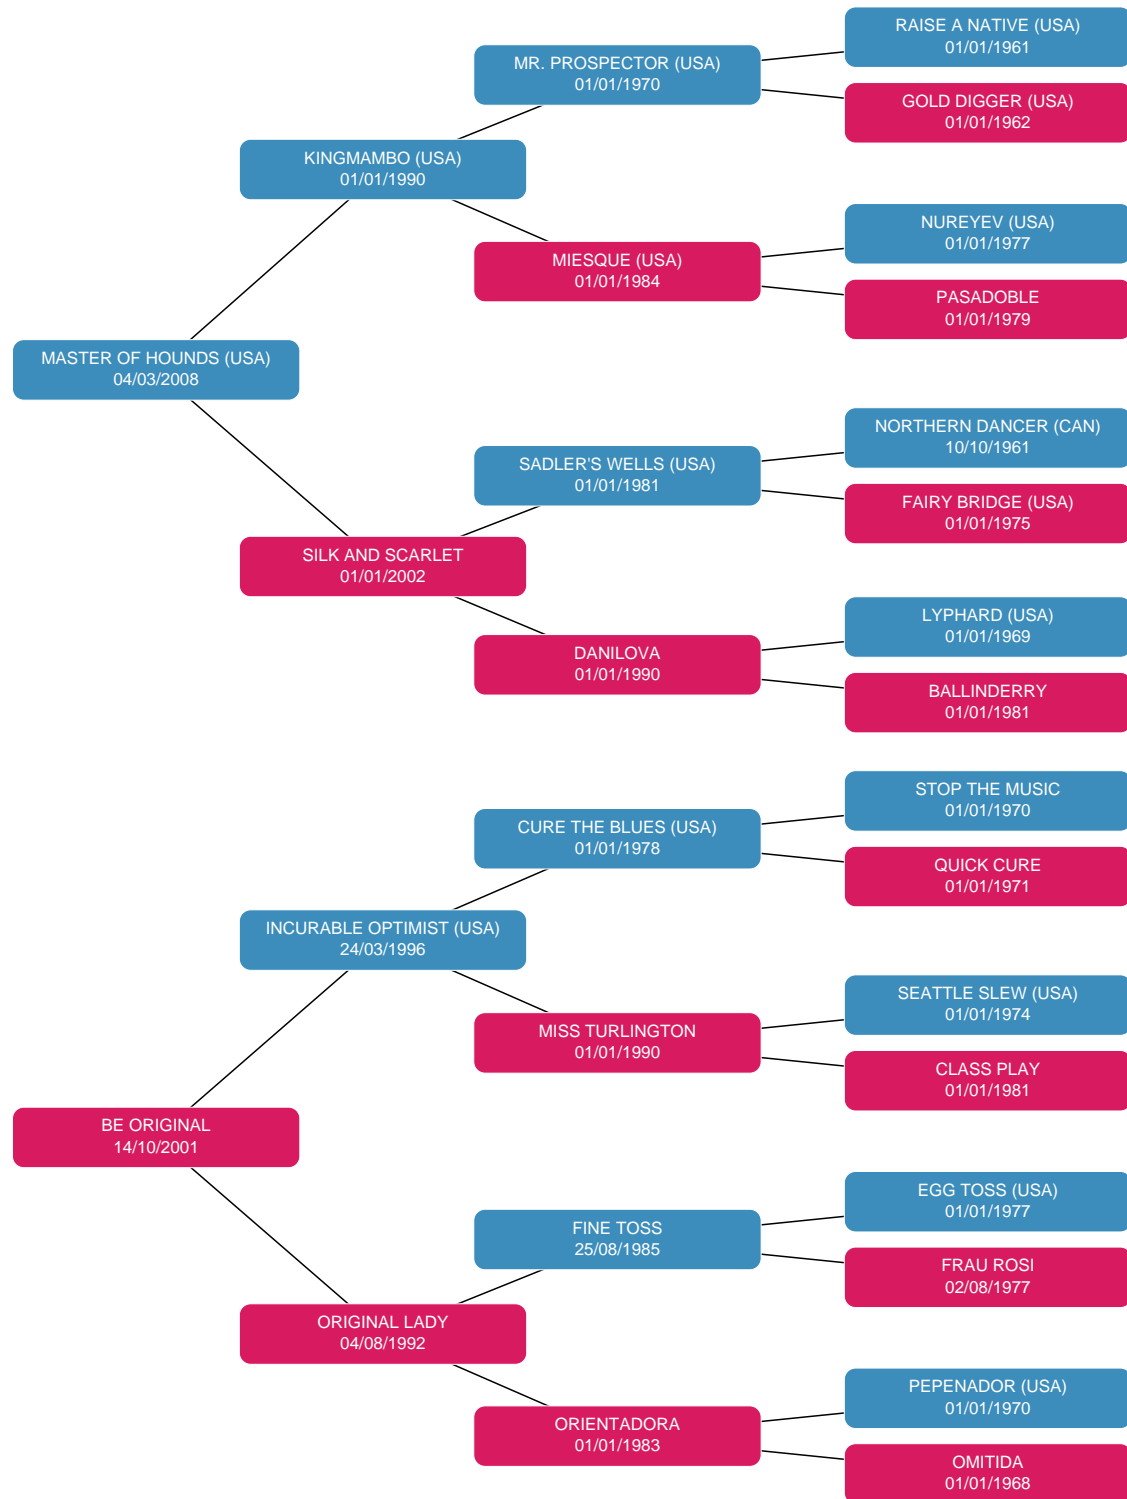 RAISE A NATIVE (USA)
01/01/1961
MR. PROSPECTOR (USA)
01/01/1970
GOLD DIGGER (USA)
01/01/1962
KINGMAMBO (USA)
01/01/1990
NUREYEV (USA)
01/01/1977
MIESQUE (USA)
01/01/1984
PASADOBLE
01/01/1979
MASTER OF HOUNDS (USA)
04/03/2008
NORTHERN DANCER (CAN)
10/10/1961
SADLER'S WELLS (USA)
01/01/1981
FAIRY BRIDGE (USA)
01/01/1975
SILK AND SCARLET
01/01/2002
LYPHARD (USA)
01/01/1969
DANILOVA
01/01/1990
BALLINDERRY
01/01/1981
STOP THE MUSIC
01/01/1970
CURE THE BLUES (USA)
01/01/1978
QUICK CURE
01/01/1971
INCURABLE OPTIMIST (USA)
24/03/1996
SEATTLE SLEW (USA)
01/01/1974
MISS TURLINGTON
01/01/1990
CLASS PLAY
01/01/1981
BE ORIGINAL
14/10/2001
EGG TOSS (USA)
01/01/1977
FINE TOSS
25/08/1985
FRAU ROSI
02/08/1977
ORIGINAL LADY
04/08/1992
PEPENADOR (USA)
01/01/1970
ORIENTADORA
01/01/1983
OMITIDA
01/01/1968